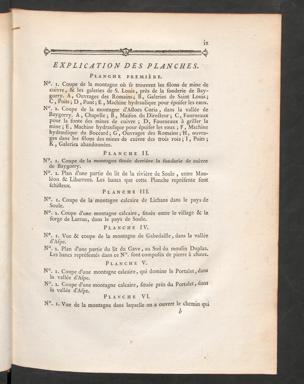 ix
EXPLICATION DES PLANCHES.
PLANCHE PREMIÈRE.
N°. 1. Coupe de la montagne où se trouvent les filons de mine de
cuivre, & les galeries de S. Louis, près de la fonderie de Bay-
gorry. A, Ouvrages des Romains; B, Galeries de Saint Louis;
C, Puits; D, Pont; E, Machine hydraulique pour épuiser les eaux.
N°. 2. Coupe de la montagne d'Astoes Coria, dans la vallée de
Baygorry. A, Chapelle; B, Maison du Directeur; C, Fourneaux
pour la fonte des mines de cuivre; D, Fourneaux à griller la
mine; E, Machine hydraulique pour épuiser les eaux; F, Machine
hydraulique du Boccard; G, Ouvrages des Romains; H, ouvra-
ges dans les filons des mines de cuivre des trois rois; I, Puits;
K, Galeries abandonnées.
PLANCHE II.
N°. 1. Coupe de la montagne située derrière la fonderie de cuivre
de Baygorry.
N°. 2. Plan d'une partie du lit de la rivière de Soule, entre Mau-
léon & Libarrenx. Les bancs que cette Planche représente sont
schisteux.
PLANCHE III.
N°. 1. Coupe de la montagne calcaire de Lichans dans le pays de
Soule.
N°. 2. Coupe d'une montagne calcaire, située entre le village & la
forge de Larrau, dans le pays de Soule.
PLANCHE IV.
N°. 1. Vue & coupe de la montagne de Gabedaille, dans la vallée
d'Aspe.
N°. 2. Plan d'une partie du lit du Gave, au Sud du moulin Duplas.
Les bancs représentés dans ce N°. sont composés de pierre à chaux.
PLANCHE V.
N°. 1. Coupe d'une montagne calcaire, qui domine le Portalet, dans
la vallée d'Aspe.
N°. 2. Coupe d'une montagne calcaire, située près du Portalet, dans
la vallée d'Aspe.
PLANCHE VI.
N°. 1. Vue de la montagne dans laquelle on a ouvert le chemin qui
b